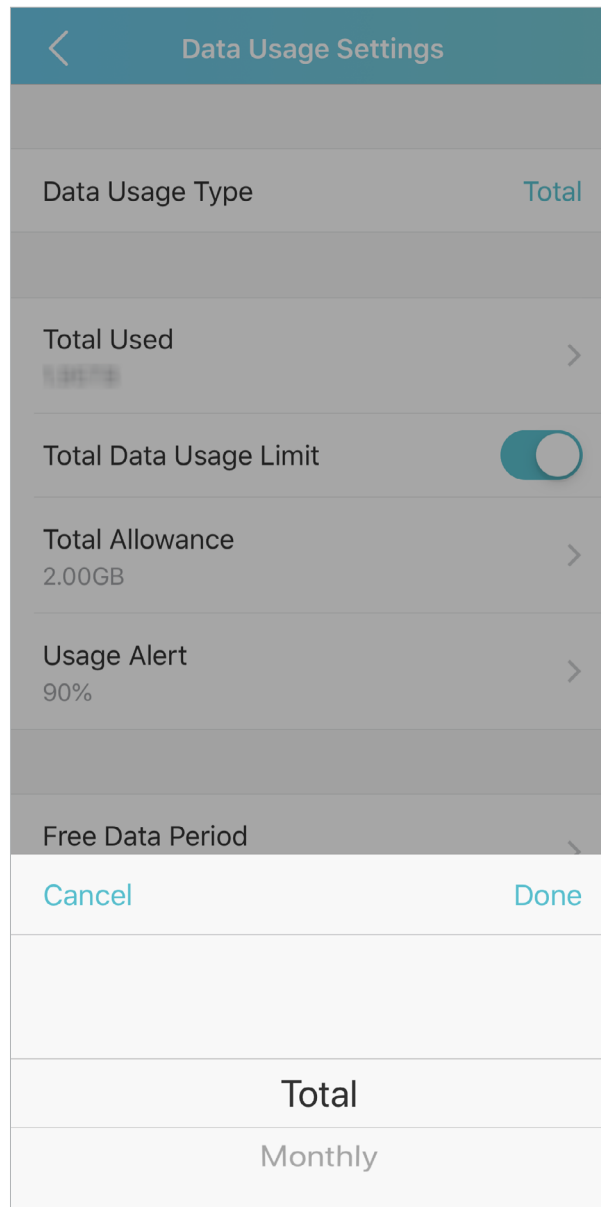 Data Usage Settings
Data Usage Type
Total
Total Used
Total Data Usage Limit
Total Allowance
2.00GB
Usage Alert
90%
Free Data Period
Cancel
Done
Total
Monthly